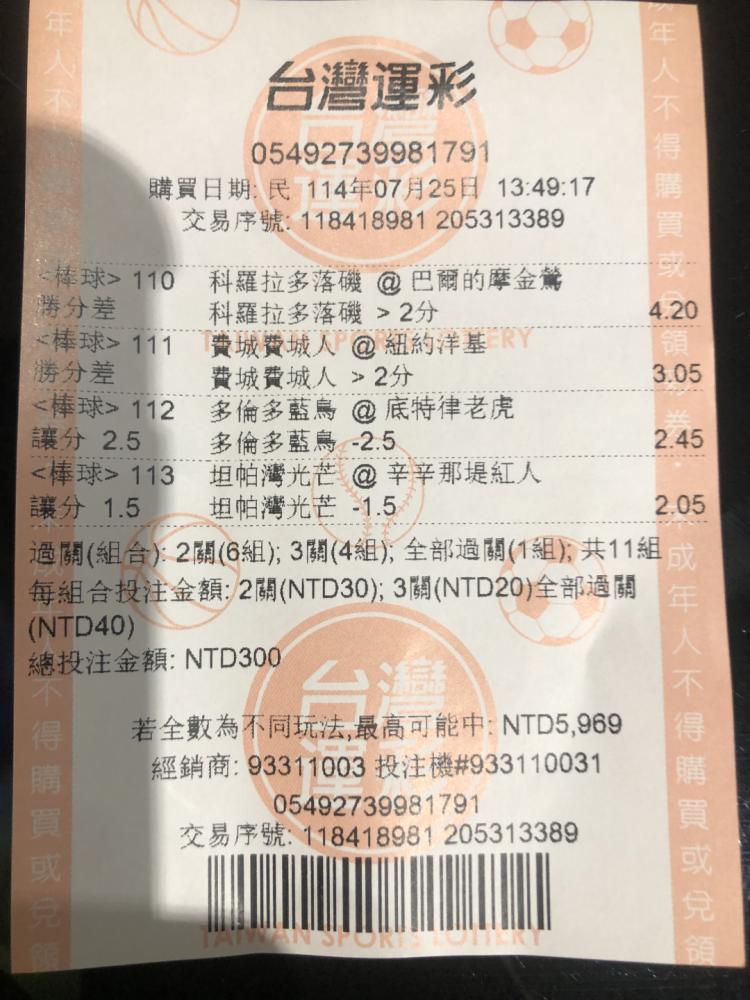 台灣運彩
05492739981791
購買日期: 民 114年07月25日 13:49:17
交易序號: 118418981 205313389
<棒球> 110 科羅拉多落磯 @ 巴爾的摩金鶯
勝分差 科羅拉多落磯 > 2分 4.20
<棒球> 111 費城費城人 @ 紐約洋基
勝分差 費城費城人 > 2分 3.05
<棒球> 112 多倫多藍鳥 @ 底特律老虎
讓分 2.5 多倫多藍鳥 -2.5 2.45
<棒球> 113 坦帕灣光芒 @ 辛辛那堤紅人
讓分 1.5 坦帕灣光芒 -1.5 2.05
過關(組合): 2關(6組); 3關(4組); 全部過關(1組); 共11組
每組合投注金額: 2關(NTD30); 3關(NTD20)全部過關
(NTD40)
總投注金額: NTD300
若全數為不同玩法,最高可能中: NTD5,969
經銷商: 93311003 投注機#933110031
05492739981791
交易序號: 118418981 205313389
TAIWAN SPORTS LOTTERY
TAIWAN SPORTS LOTTERY
台灣運彩
台灣運彩
年人不得購買或兌領
成年人不得購買或兌領